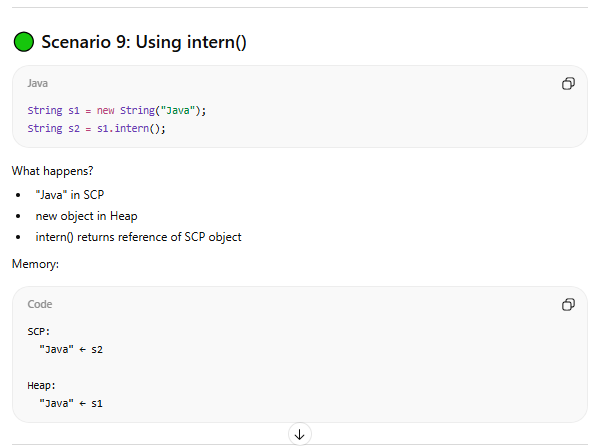 Scenario 9: Using intern()
Java
String s1 = new String("Java");
String s2 = s1.intern();
What happens?
• "Java" in SCP
• new object in Heap
• intern() returns reference of SCP object
Memory:
Code
SCP:
"Java" ← s2
Heap:
"Java" ← s1